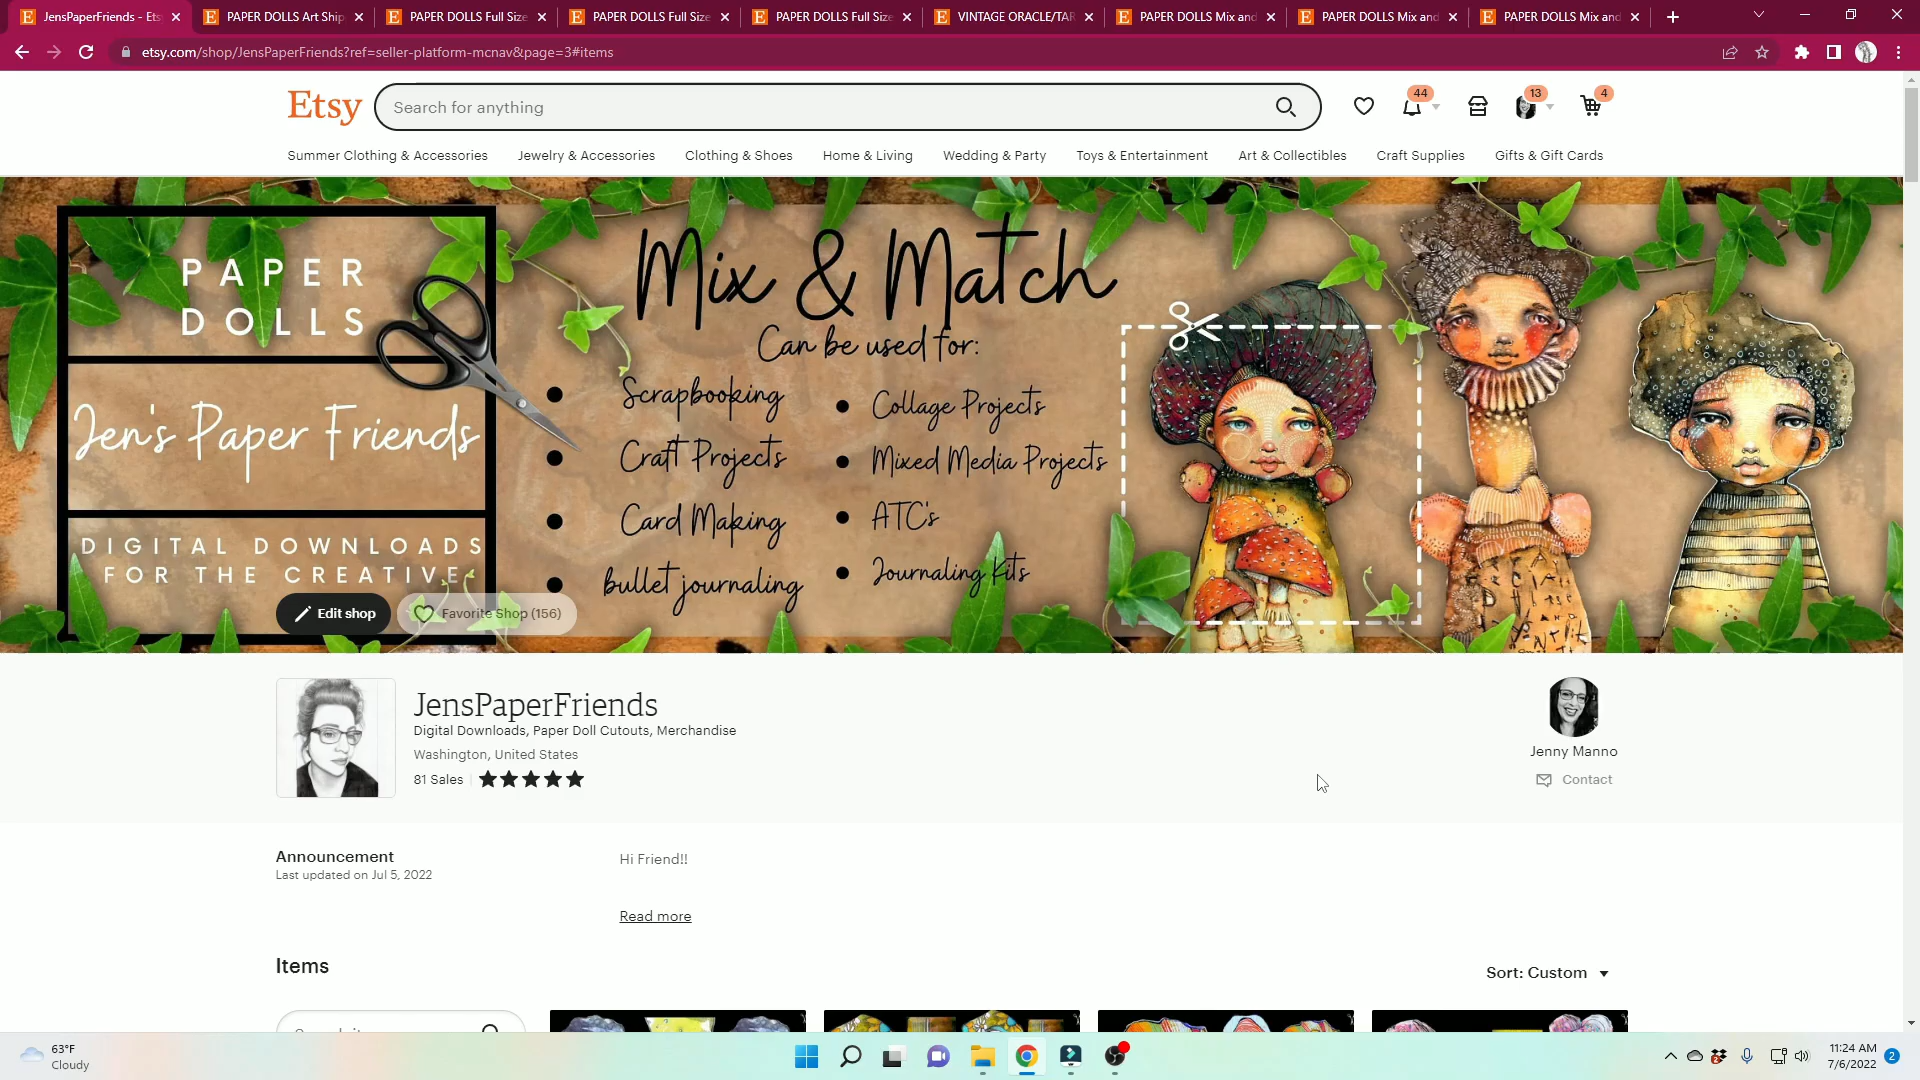 JensPaperFriends - Ets
PAPER DOLLS Art Ship
PAPER DOLLS Full Size
PAPER DOLLS Full Size
PAPER DOLLS Full Size
VINTAGE ORACLE/TAR
PAPER DOLLS Mix and
PAPER DOLLS Mix and
PAPER DOLLS Mix and
etsy.com/shop/JensPaperFriends?ref=seller-platform-mcnav&page=3#items
Etsy
Search for anything
44
13
4
Summer Clothing & Accessories
Jewelry & Accessories
Clothing & Shoes
Home & Living
Wedding & Party
Toys & Entertainment
Art & Collectibles
Craft Supplies
Gifts & Gift Cards
PAPER
DOLLS
Jen's Paper Friends
DIGITAL DOWNLOADS
FOR THE CREATIVE
Mix & Match
Can be used for:
Scrapbooking
Craft Projects
Card Making
bullet journaling
Collage Projects
Mixed Media Projects
ATC's
Journaling Kits
Edit shop
Favorite Shop (156)
JensPaperFriends
Digital Downloads, Paper Doll Cutouts, Merchandise
Washington, United States
81 Sales
Jenny Manno
Contact
Announcement
Last updated on Jul 5, 2022
Hi Friend!!
Read more
Items
Sort: Custom
63°F
Cloudy
11:24 AM
7/6/2022
2